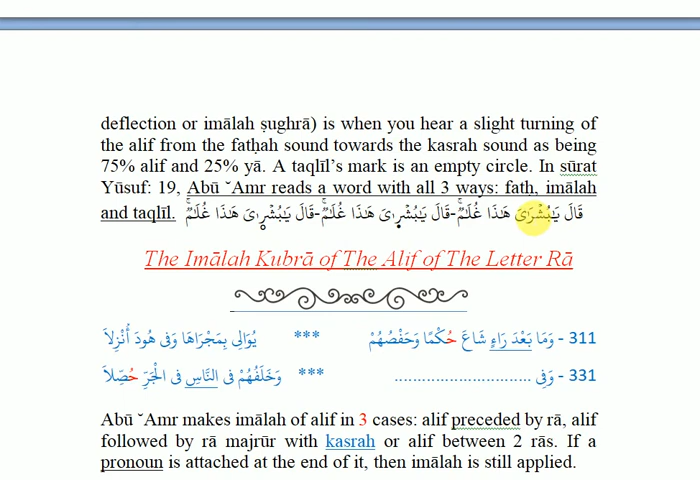 deflection or imālah ṣughrā) is when you hear a slight turning of
the alif from the fatḥah sound towards the kasrah sound as being
75% alif and 25% yā. A taqlīl's mark is an empty circle. In sūrat
Yūsuf: 19, Abū ˘Amr reads a word with all 3 ways: fatḥ, imālah
and taqlīl. قَالَ يَـٰبُشْرَىٰ هَـٰذَا غُلَـٰمٌۚ-قَالَ يَـٰبُشْرٜىٰ هَـٰذَا غُلَـٰمٌۚ-قَالَ يَـٰبُشْرٜىٰ هَـٰذَا غُلَـٰمٌۚ
The Imālah Kubrā of The Alif of The Letter Rā
311 - وَمَا بَعْدَ رَاءٍ شَاعَ حُكْمًا وَحَفْصُهُمْ *** يُوَالِى بِمَجْرَاهَا وَفِى هُودَ أُنْزِلاَ
331 - وَفِى ................................ *** وَخَلْفُهُمْ فِى النَّاسِ فِى الْجَرِّ حُصِّلاَ
Abū ˘Amr makes imālah of alif in 3 cases: alif preceded by rā, alif
followed by rā majrūr with kasrah or alif between 2 rās. If a
pronoun is attached at the end of it, then imālah is still applied.